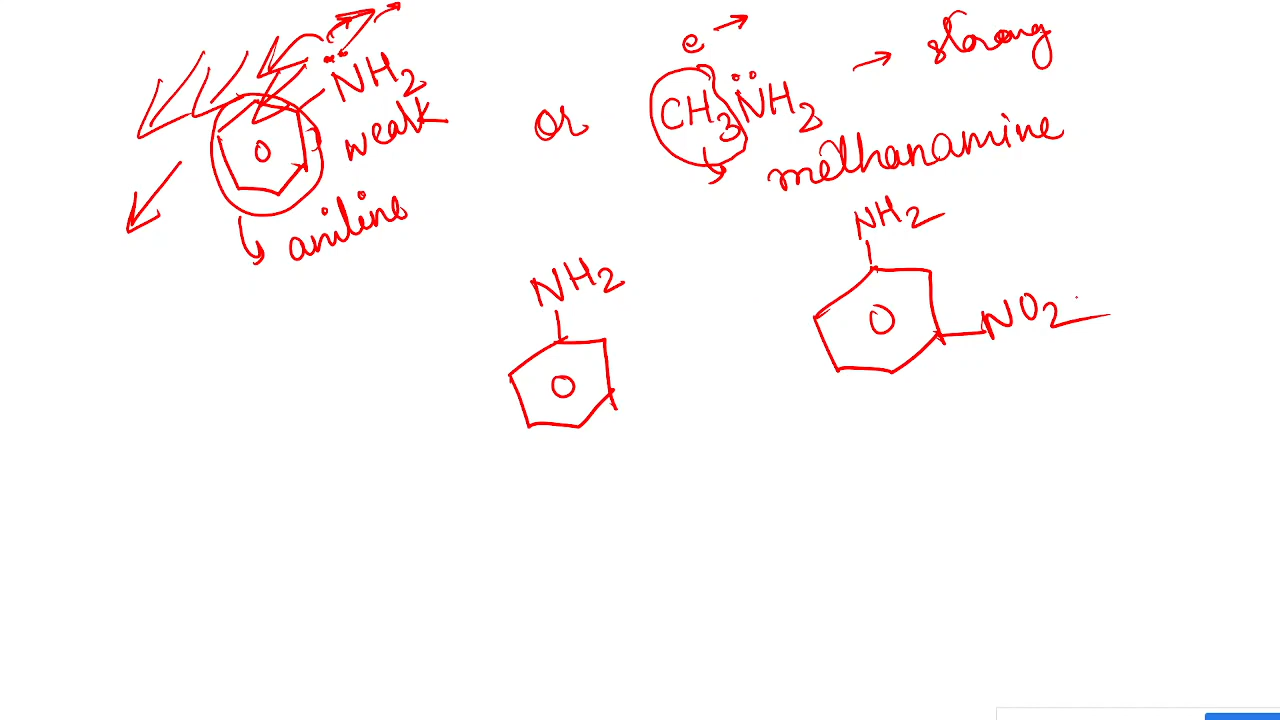 NH2
weak
aniline
or
e
CH3NH2
strong
methanamine
NH2
NH2
NO2